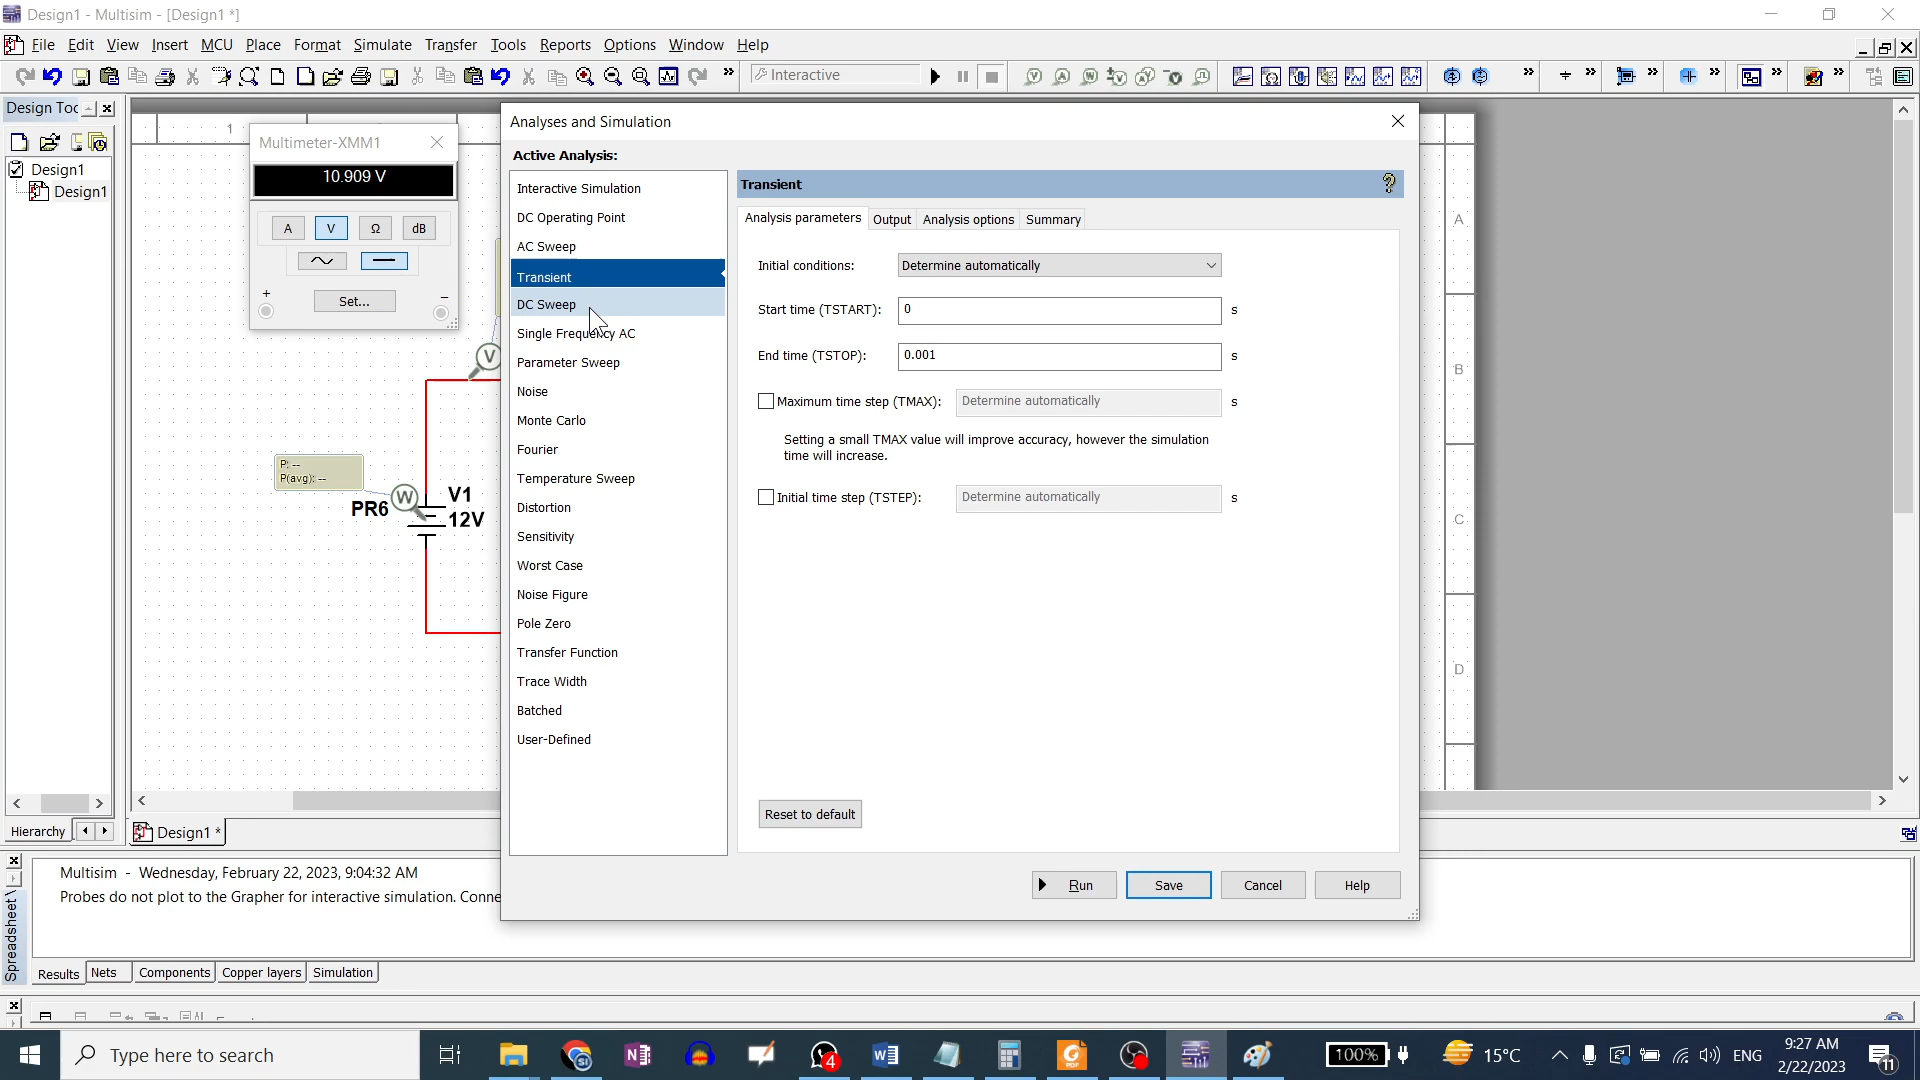 Design1 - Multisim - [Design1 *]
File Edit View Insert MCU Place Format Simulate Transfer Tools Reports Options Window Help
Interactive
Design Too
Design1
Design1
1
Multimeter-XMM1
10.909 V
A V Ω dB
+ Set... −
V
P: --
P(avg): --
W
PR6
V1
12V
Analyses and Simulation
Active Analysis:
Interactive Simulation
DC Operating Point
AC Sweep
Transient
DC Sweep
Single Frequency AC
Parameter Sweep
Noise
Monte Carlo
Fourier
Temperature Sweep
Distortion
Sensitivity
Worst Case
Noise Figure
Pole Zero
Transfer Function
Trace Width
Batched
User-Defined
Transient ?
Analysis parameters Output Analysis options Summary
Initial conditions: Determine automatically
Start time (TSTART): 0 s
End time (TSTOP): 0.001 s
Maximum time step (TMAX): Determine automatically s
Setting a small TMAX value will improve accuracy, however the simulation
time will increase.
Initial time step (TSTEP): Determine automatically s
Reset to default
Run Save Cancel Help
A
B
C
D
Hierarchy
Design1 *
Spreadsheet V
Multisim - Wednesday, February 22, 2023, 9:04:32 AM
Probes do not plot to the Grapher for interactive simulation. Conne
Results Nets Components Copper layers Simulation
Type here to search
4
100%
15°C
ENG
9:27 AM
2/22/2023
11